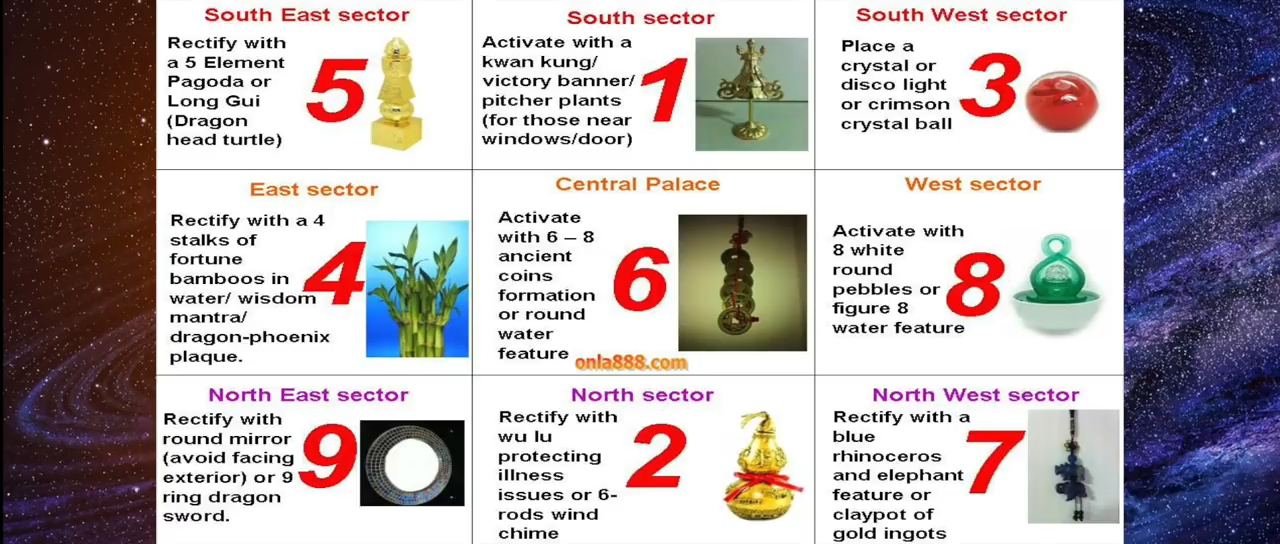 South East sector
Rectify with
a 5 Element
Pagoda or
Long Gui
(Dragon
head turtle)
5
South sector
Activate with a
kwan kung/
victory banner/
pitcher plants
(for those near
windows/door)
1
South West sector
Place a
crystal or
disco light
or crimson
crystal ball
3
East sector
Rectify with a 4
stalks of
fortune
bamboos in
water/ wisdom
mantra/
dragon-phoenix
plaque.
4
Central Palace
Activate
with 6 – 8
ancient
coins
formation
or round
water
feature
6
onla888.com
West sector
Activate with
8 white
round
pebbles or
figure 8
water feature
8
North East sector
Rectify with
round mirror
(avoid facing
exterior) or 9
ring dragon
sword.
9
North sector
Rectify with
wu lu
protecting
illness
issues or 6-
rods wind
chime
2
North West sector
Rectify with a
blue
rhinoceros
and elephant
feature or
claypot of
gold ingots
7